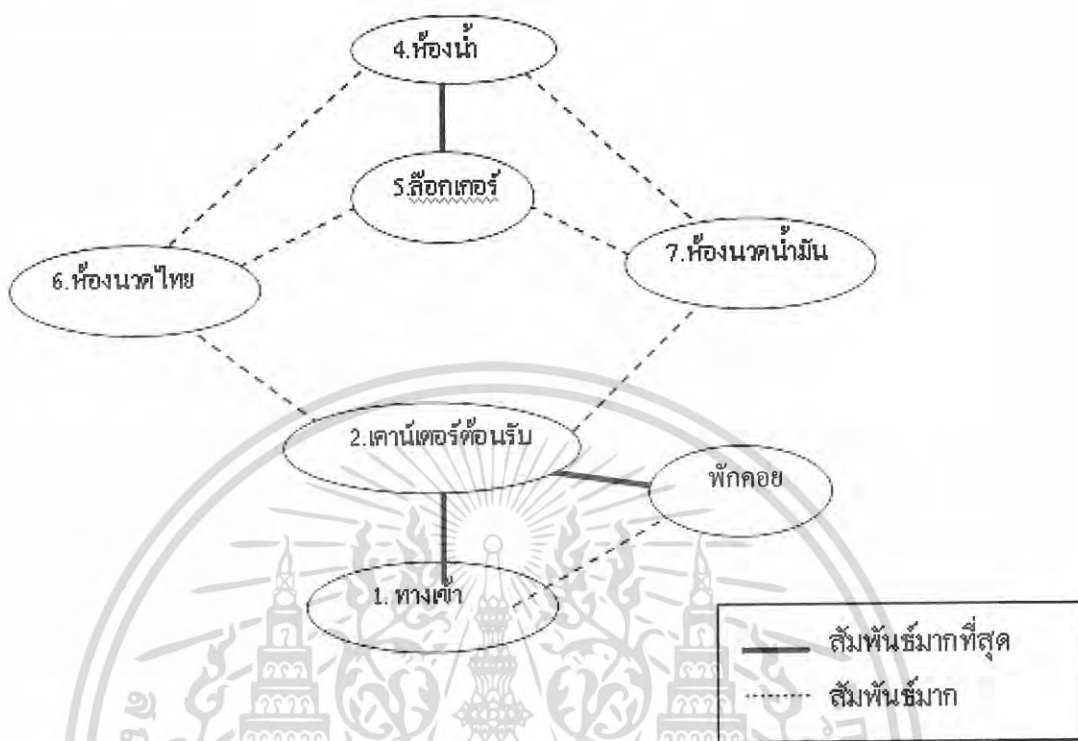 4.ห้องน้ำ
5.ล๊อกเกอร์
7.ห้องนวดน้ำมัน
6.ห้องนวดไทย
2.เคาน์เตอร์ต้อนรับ
พักคอย
1. ทางเข้า
สัมพันธ์มากที่สุด
สัมพันธ์มาก